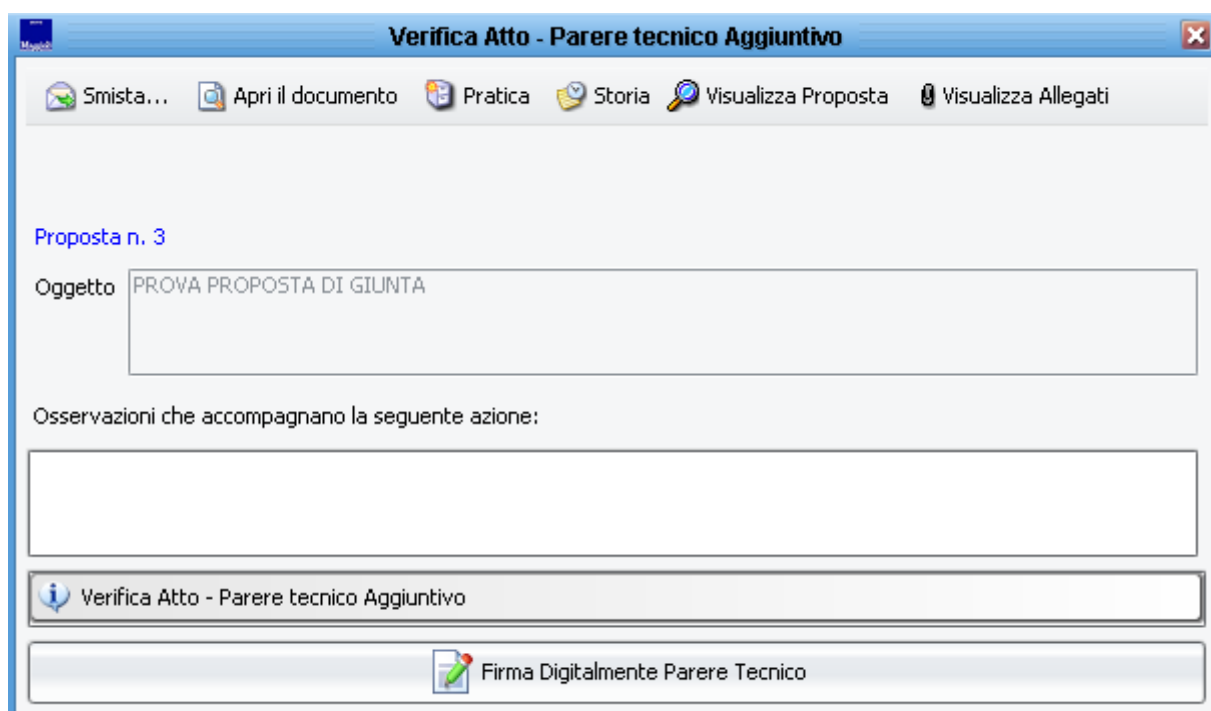 Maggioli
Verifica Atto - Parere tecnico Aggiuntivo
Smista... Apri il documento Pratica Storia Visualizza Proposta Visualizza Allegati
Proposta n. 3
Oggetto PROVA PROPOSTA DI GIUNTA
Osservazioni che accompagnano la seguente azione:
Verifica Atto - Parere tecnico Aggiuntivo
Firma Digitalmente Parere Tecnico